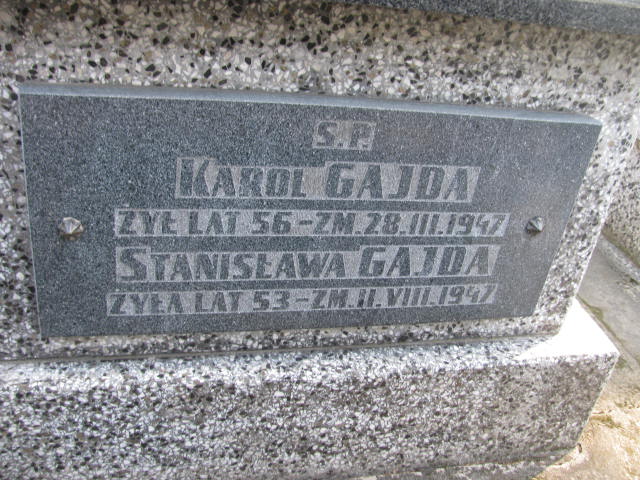 Ś.P.
KAROL GAJDA
ŻYŁ LAT 56-ZM.28.III.1947
STANISŁAWA GAJDA
ŻYŁA LAT 53-ZM.11.VIII.1947